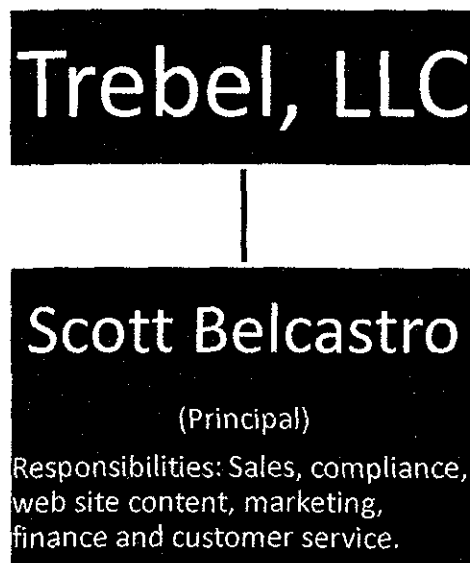 Trebel, LLC
Scott Belcastro
(Principal)
Responsibilities: Sales, compliance,
web site content, marketing,
finance and customer service.